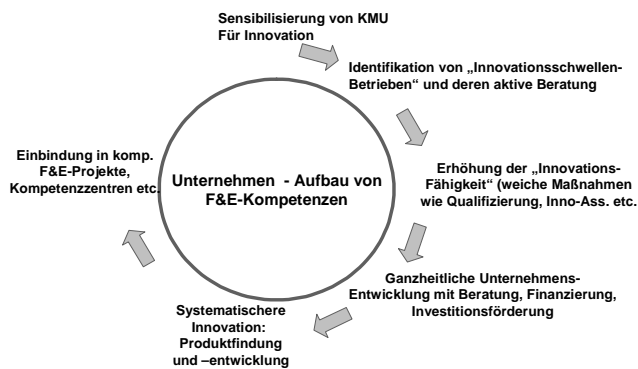 Sensibilisierung von KMU
Für Innovation
Identifikation von „Innovationsschwellen-
Betrieben“ und deren aktive Beratung
Erhöhung der „Innovations-
Fähigkeit“ (weiche Maßnahmen
wie Qualifizierung, Inno-Ass. etc.
Ganzheitliche Unternehmens-
Entwicklung mit Beratung, Finanzierung,
Investitionsförderung
Systematischere
Innovation:
Produktfindung
und –entwicklung
Einbindung in komp.
F&E-Projekte,
Kompetenzzentren etc.
Unternehmen - Aufbau von
F&E-Kompetenzen